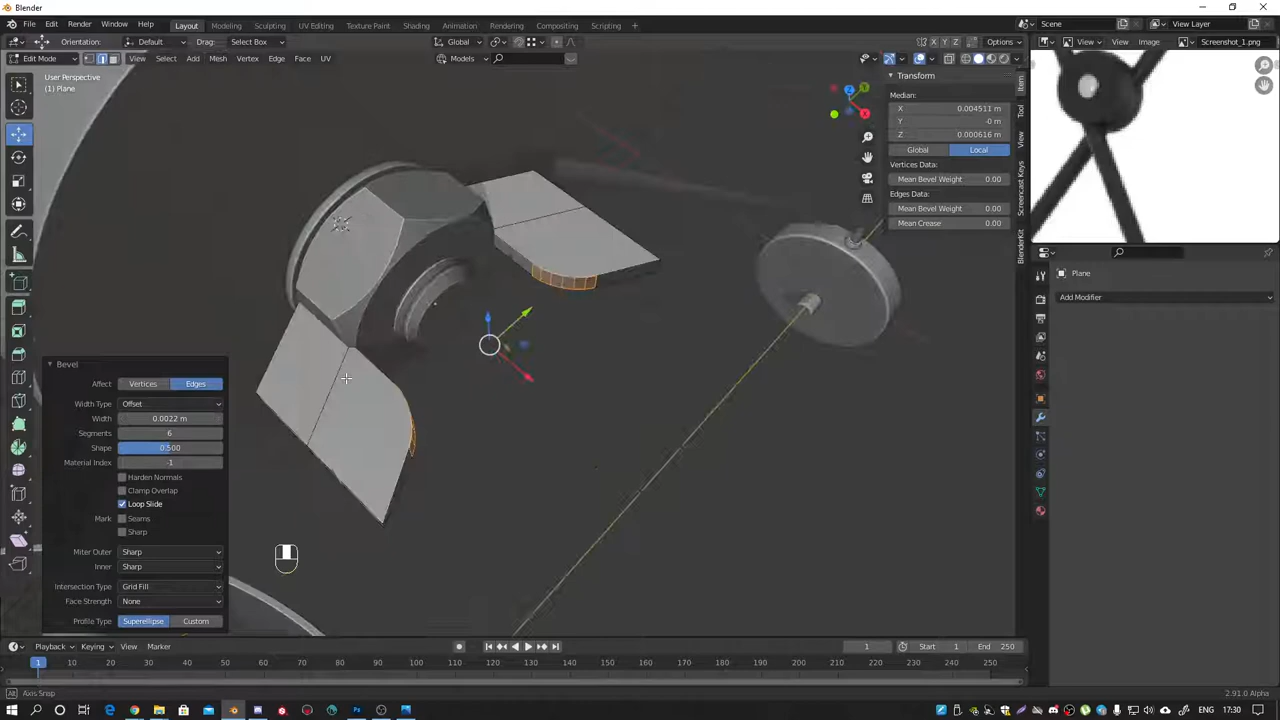 Blender
File Edit Render Window Help Layout Modeling Sculpting UV Editing Texture Paint Shading Animation Rendering Compositing Scripting + Scene View Layer
Orientation: Default Drag: Select Box Global Options X Y Z View View Image Screenshot_1.png
Edit Mode View Select Add Mesh Vertex Edge Face UV Models
User Perspective
(1) Plane
Transform
Median:
X 0.004511 m
Y -0 m
Z 0.000616 m
Global Local
Vertices Data:
Mean Bevel Weight 0.00
Edges Data:
Mean Bevel Weight 0.00
Mean Crease 0.00
Item
Tool
View
Screencast Keys
BlenderKit
Plane
Add Modifier
Bevel
Affect Vertices Edges
Width Type Offset
Width 0.0022 m
Segments 6
Shape 0.500
Material Index -1
Harden Normals
Clamp Overlap
Loop Slide
Mark Seams
Sharp
Miter Outer Sharp
Inner Sharp
Intersection Type Grid Fill
Face Strength None
Profile Type Superellipse Custom
Playback Keying View Marker 1 Start 1 End 250
1 10 20 30 40 50 60 70 80 90 100 110 120 130 140 150 160 170 180 190 200 210 220 230 240 250
Axis Snap 2.91.0 Alpha
ENG 17:30